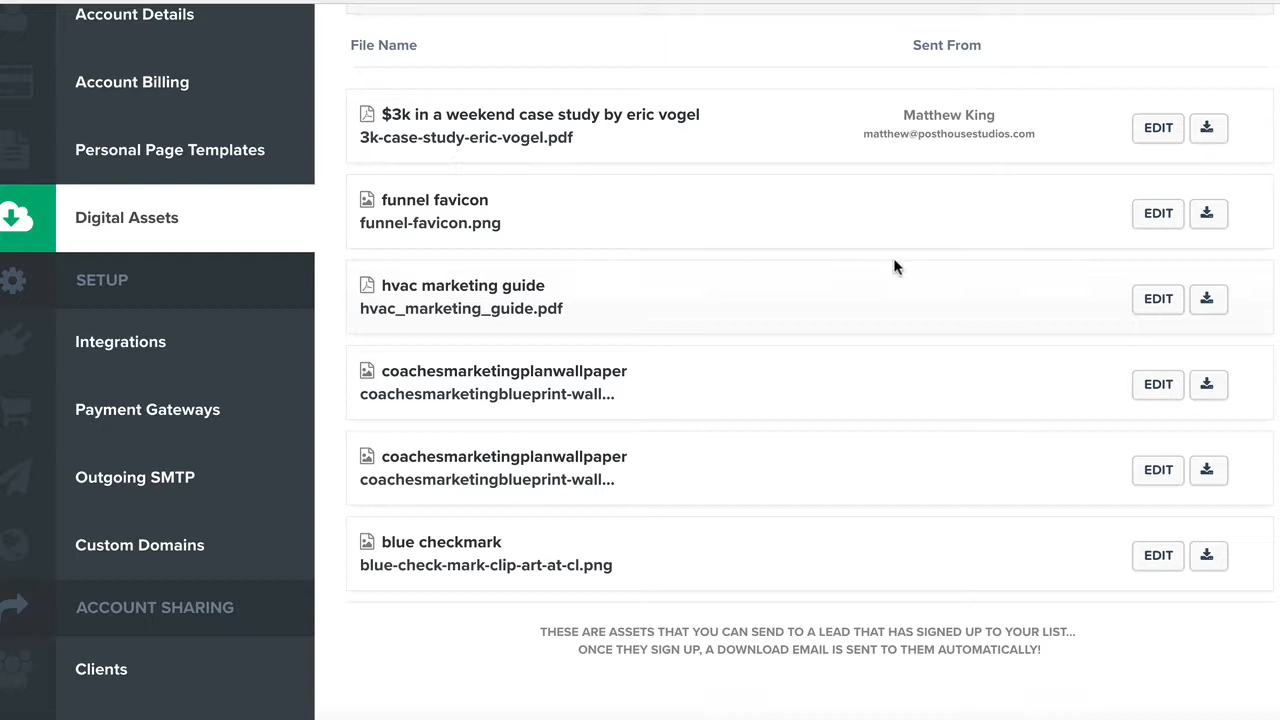 Account Details
Account Billing
Personal Page Templates
Digital Assets
SETUP
Integrations
Payment Gateways
Outgoing SMTP
Custom Domains
ACCOUNT SHARING
Clients
File Name
Sent From
$3k in a weekend case study by eric vogel
3k-case-study-eric-vogel.pdf
Matthew King
matthew@posthousestudios.com
EDIT
funnel favicon
funnel-favicon.png
EDIT
hvac marketing guide
hvac_marketing_guide.pdf
EDIT
coachesmarketingplanwallpaper
coachesmarketingblueprint-wall...
EDIT
coachesmarketingplanwallpaper
coachesmarketingblueprint-wall...
EDIT
blue checkmark
blue-check-mark-clip-art-at-cl.png
EDIT
THESE ARE ASSETS THAT YOU CAN SEND TO A LEAD THAT HAS SIGNED UP TO YOUR LIST...
ONCE THEY SIGN UP, A DOWNLOAD EMAIL IS SENT TO THEM AUTOMATICALLY!